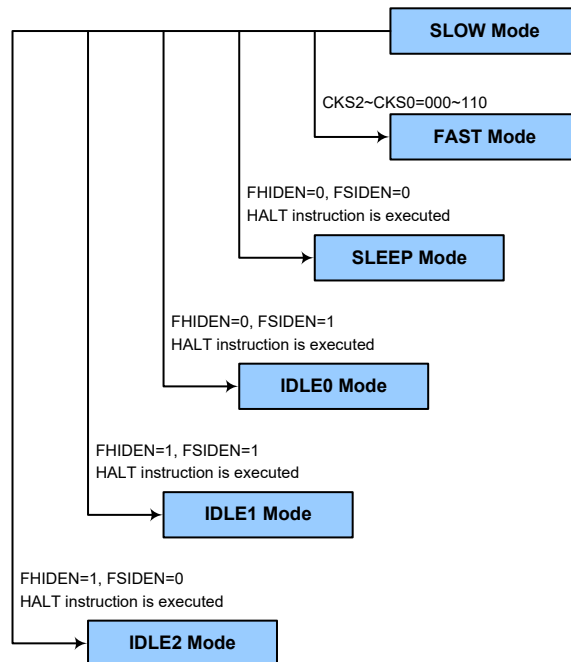 SLOW Mode
CKS2~CKS0=000~110
FAST Mode
FHIDEN=0, FSIDEN=0
HALT instruction is executed
SLEEP Mode
FHIDEN=0, FSIDEN=1
HALT instruction is executed
IDLE0 Mode
FHIDEN=1, FSIDEN=1
HALT instruction is executed
IDLE1 Mode
FHIDEN=1, FSIDEN=0
HALT instruction is executed
IDLE2 Mode